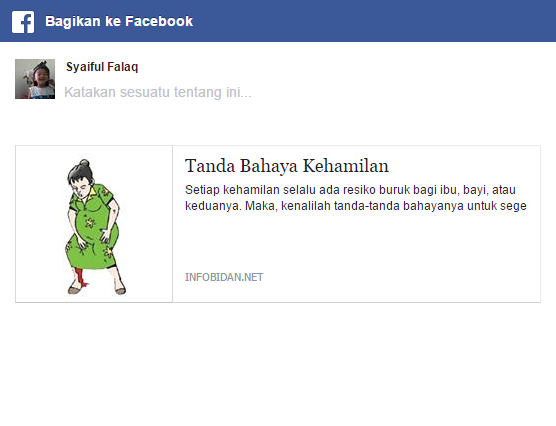 Bagikan ke Facebook
Syaiful Falaq
Katakan sesuatu tentang ini...
Tanda Bahaya Kehamilan
Setiap kehamilan selalu ada resiko buruk bagi ibu, bayi, atau
keduanya. Maka, kenalilah tanda-tanda bahayanya untuk sege
INFOBIDAN.NET